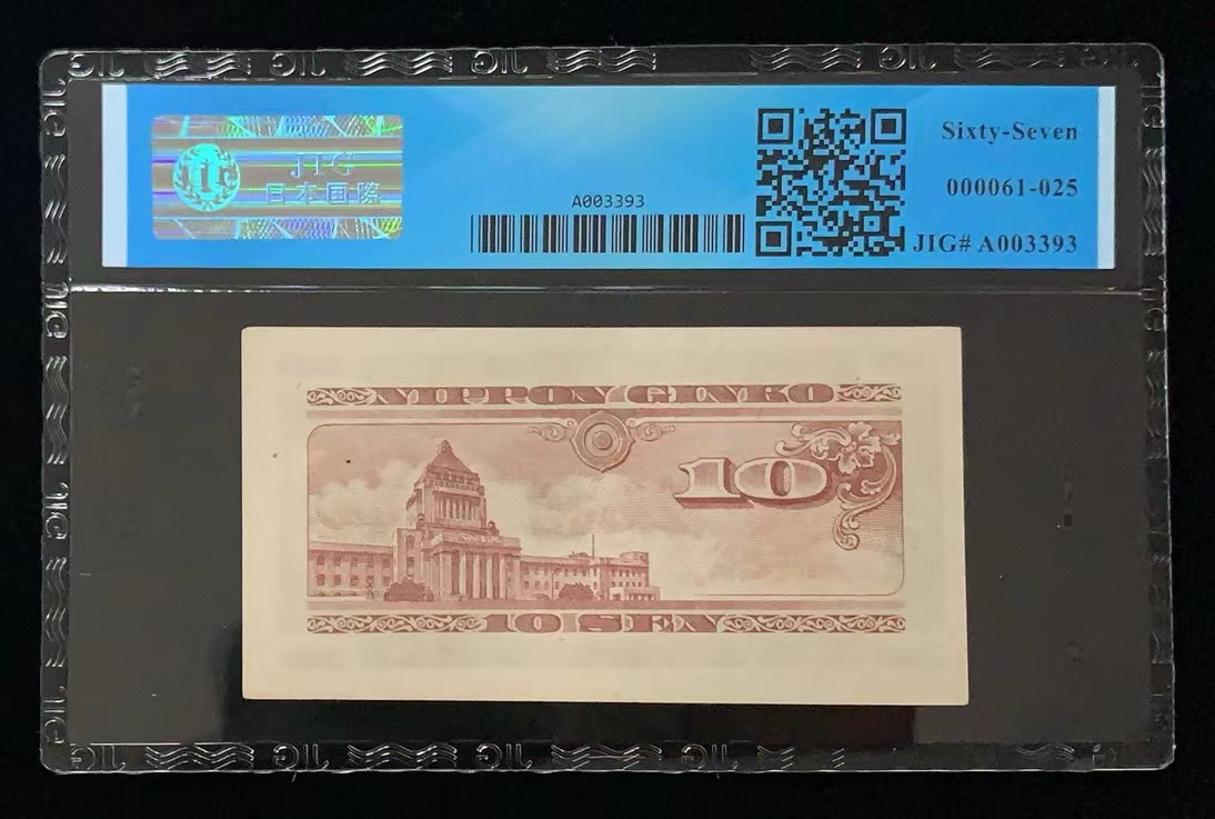 JIG
日本国際
A003393
Sixty-Seven
000061-025
JIG# A003393
NIPPON GINKO
10
10 SEN